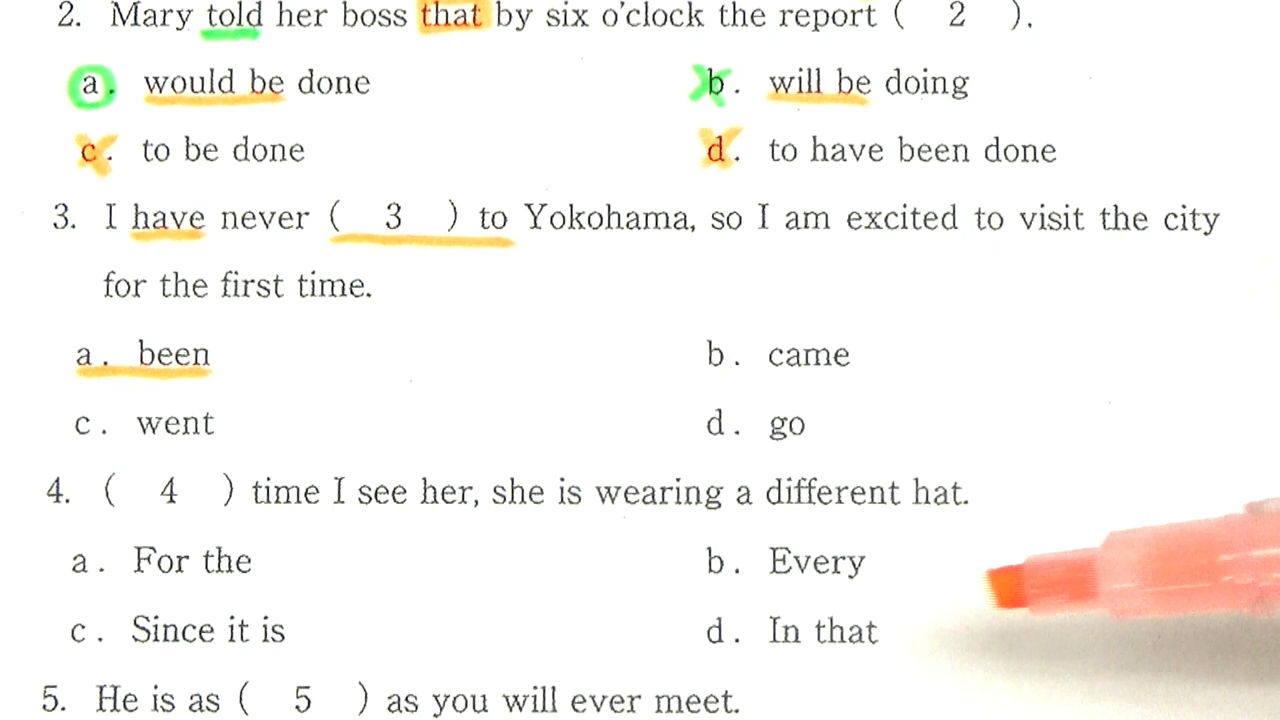 2. Mary told her boss that by six o'clock the report ( 2 ).
a. would be done b. will be doing
c. to be done d. to have been done
3. I have never ( 3 ) to Yokohama, so I am excited to visit the city
for the first time.
a. been b. came
c. went d. go
4. ( 4 ) time I see her, she is wearing a different hat.
a. For the b. Every
c. Since it is d. In that
5. He is as ( 5 ) as you will ever meet.